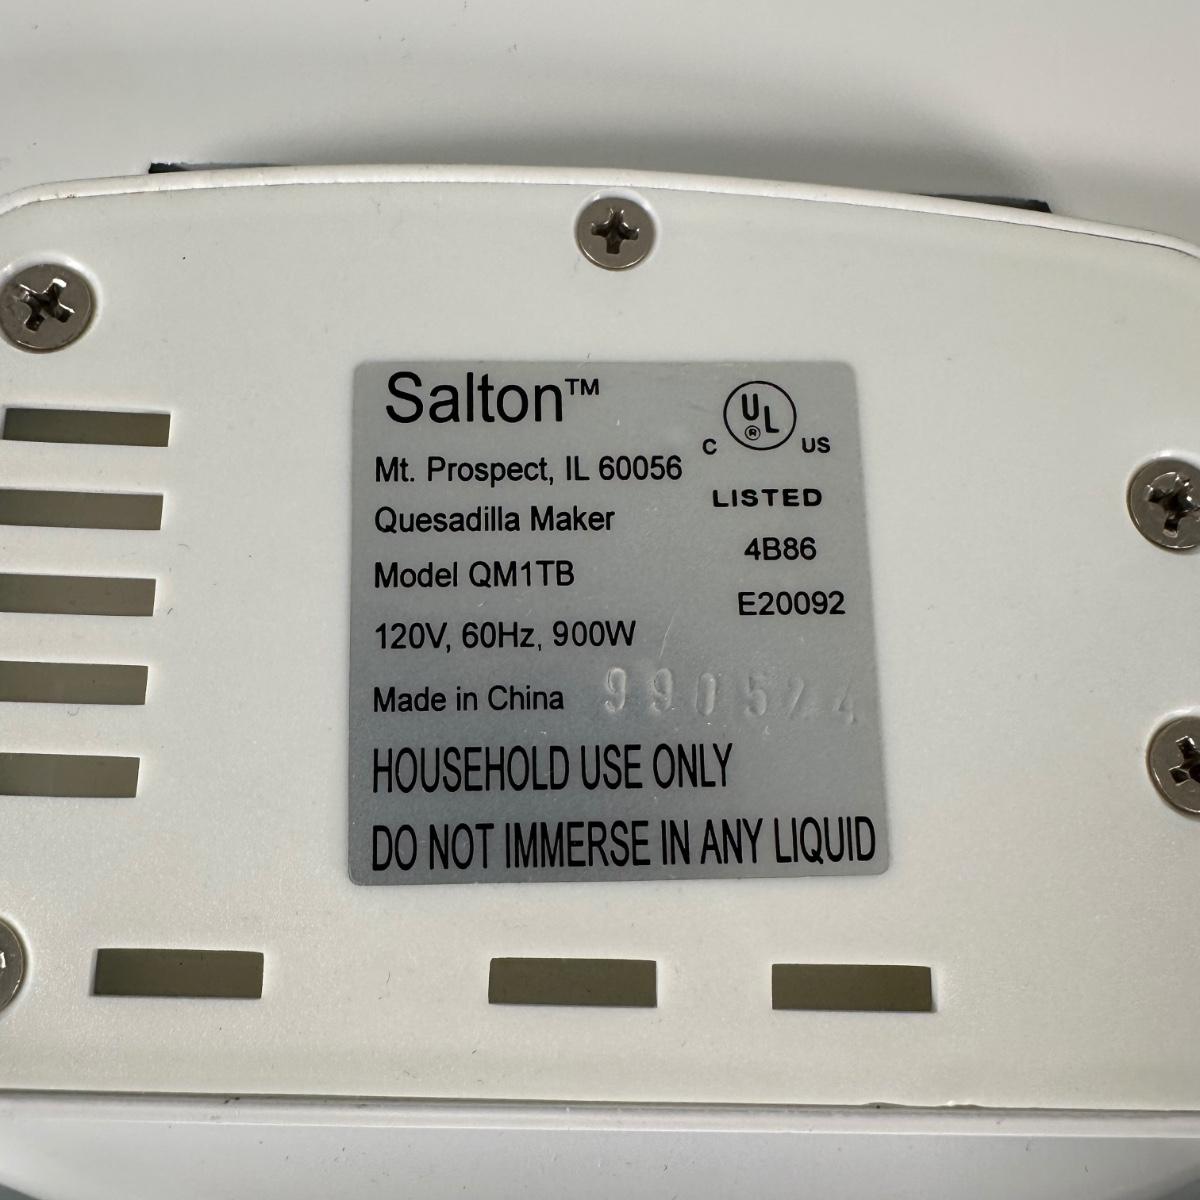 Salton™
C UL® US
Mt. Prospect, IL 60056
LISTED
Quesadilla Maker
4B86
Model QM1TB
E20092
120V, 60Hz, 900W
Made in China 990524
HOUSEHOLD USE ONLY
DO NOT IMMERSE IN ANY LIQUID